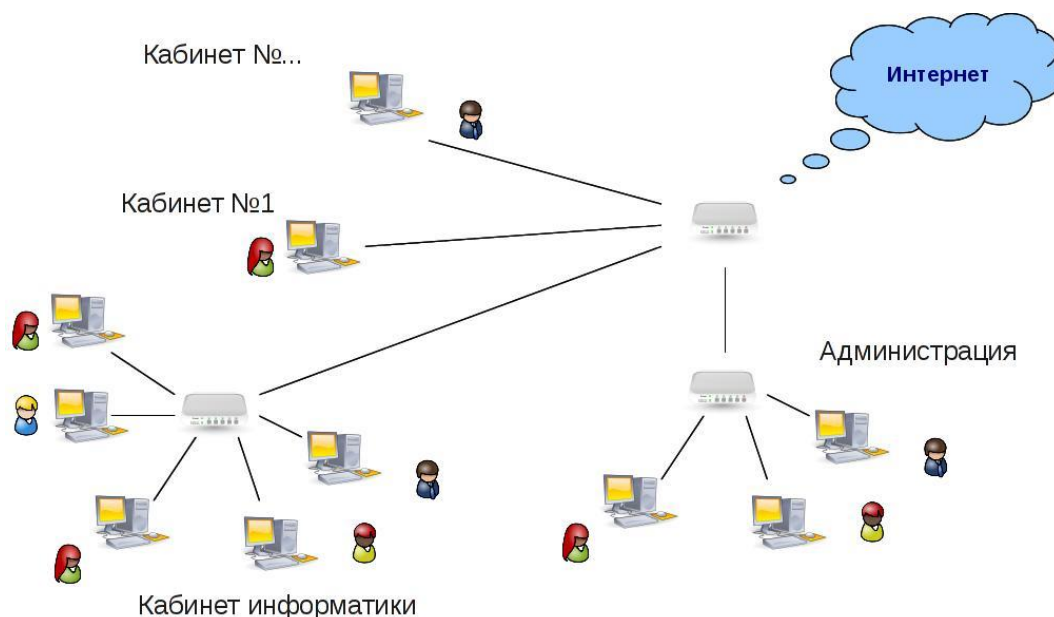 Кабинет №...
Интернет
Кабинет №1
Администрация
Кабинет информатики